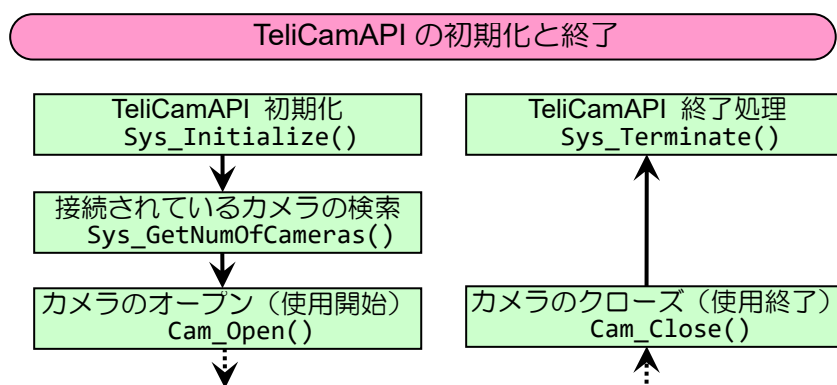 TeliCamAPI の初期化と終了
TeliCamAPI 初期化
Sys_Initialize()
接続されているカメラの検索
Sys_GetNumOfCameras()
カメラのオープン（使用開始）
Cam_Open()
TeliCamAPI 終了処理
Sys_Terminate()
カメラのクローズ（使用終了）
Cam_Close()